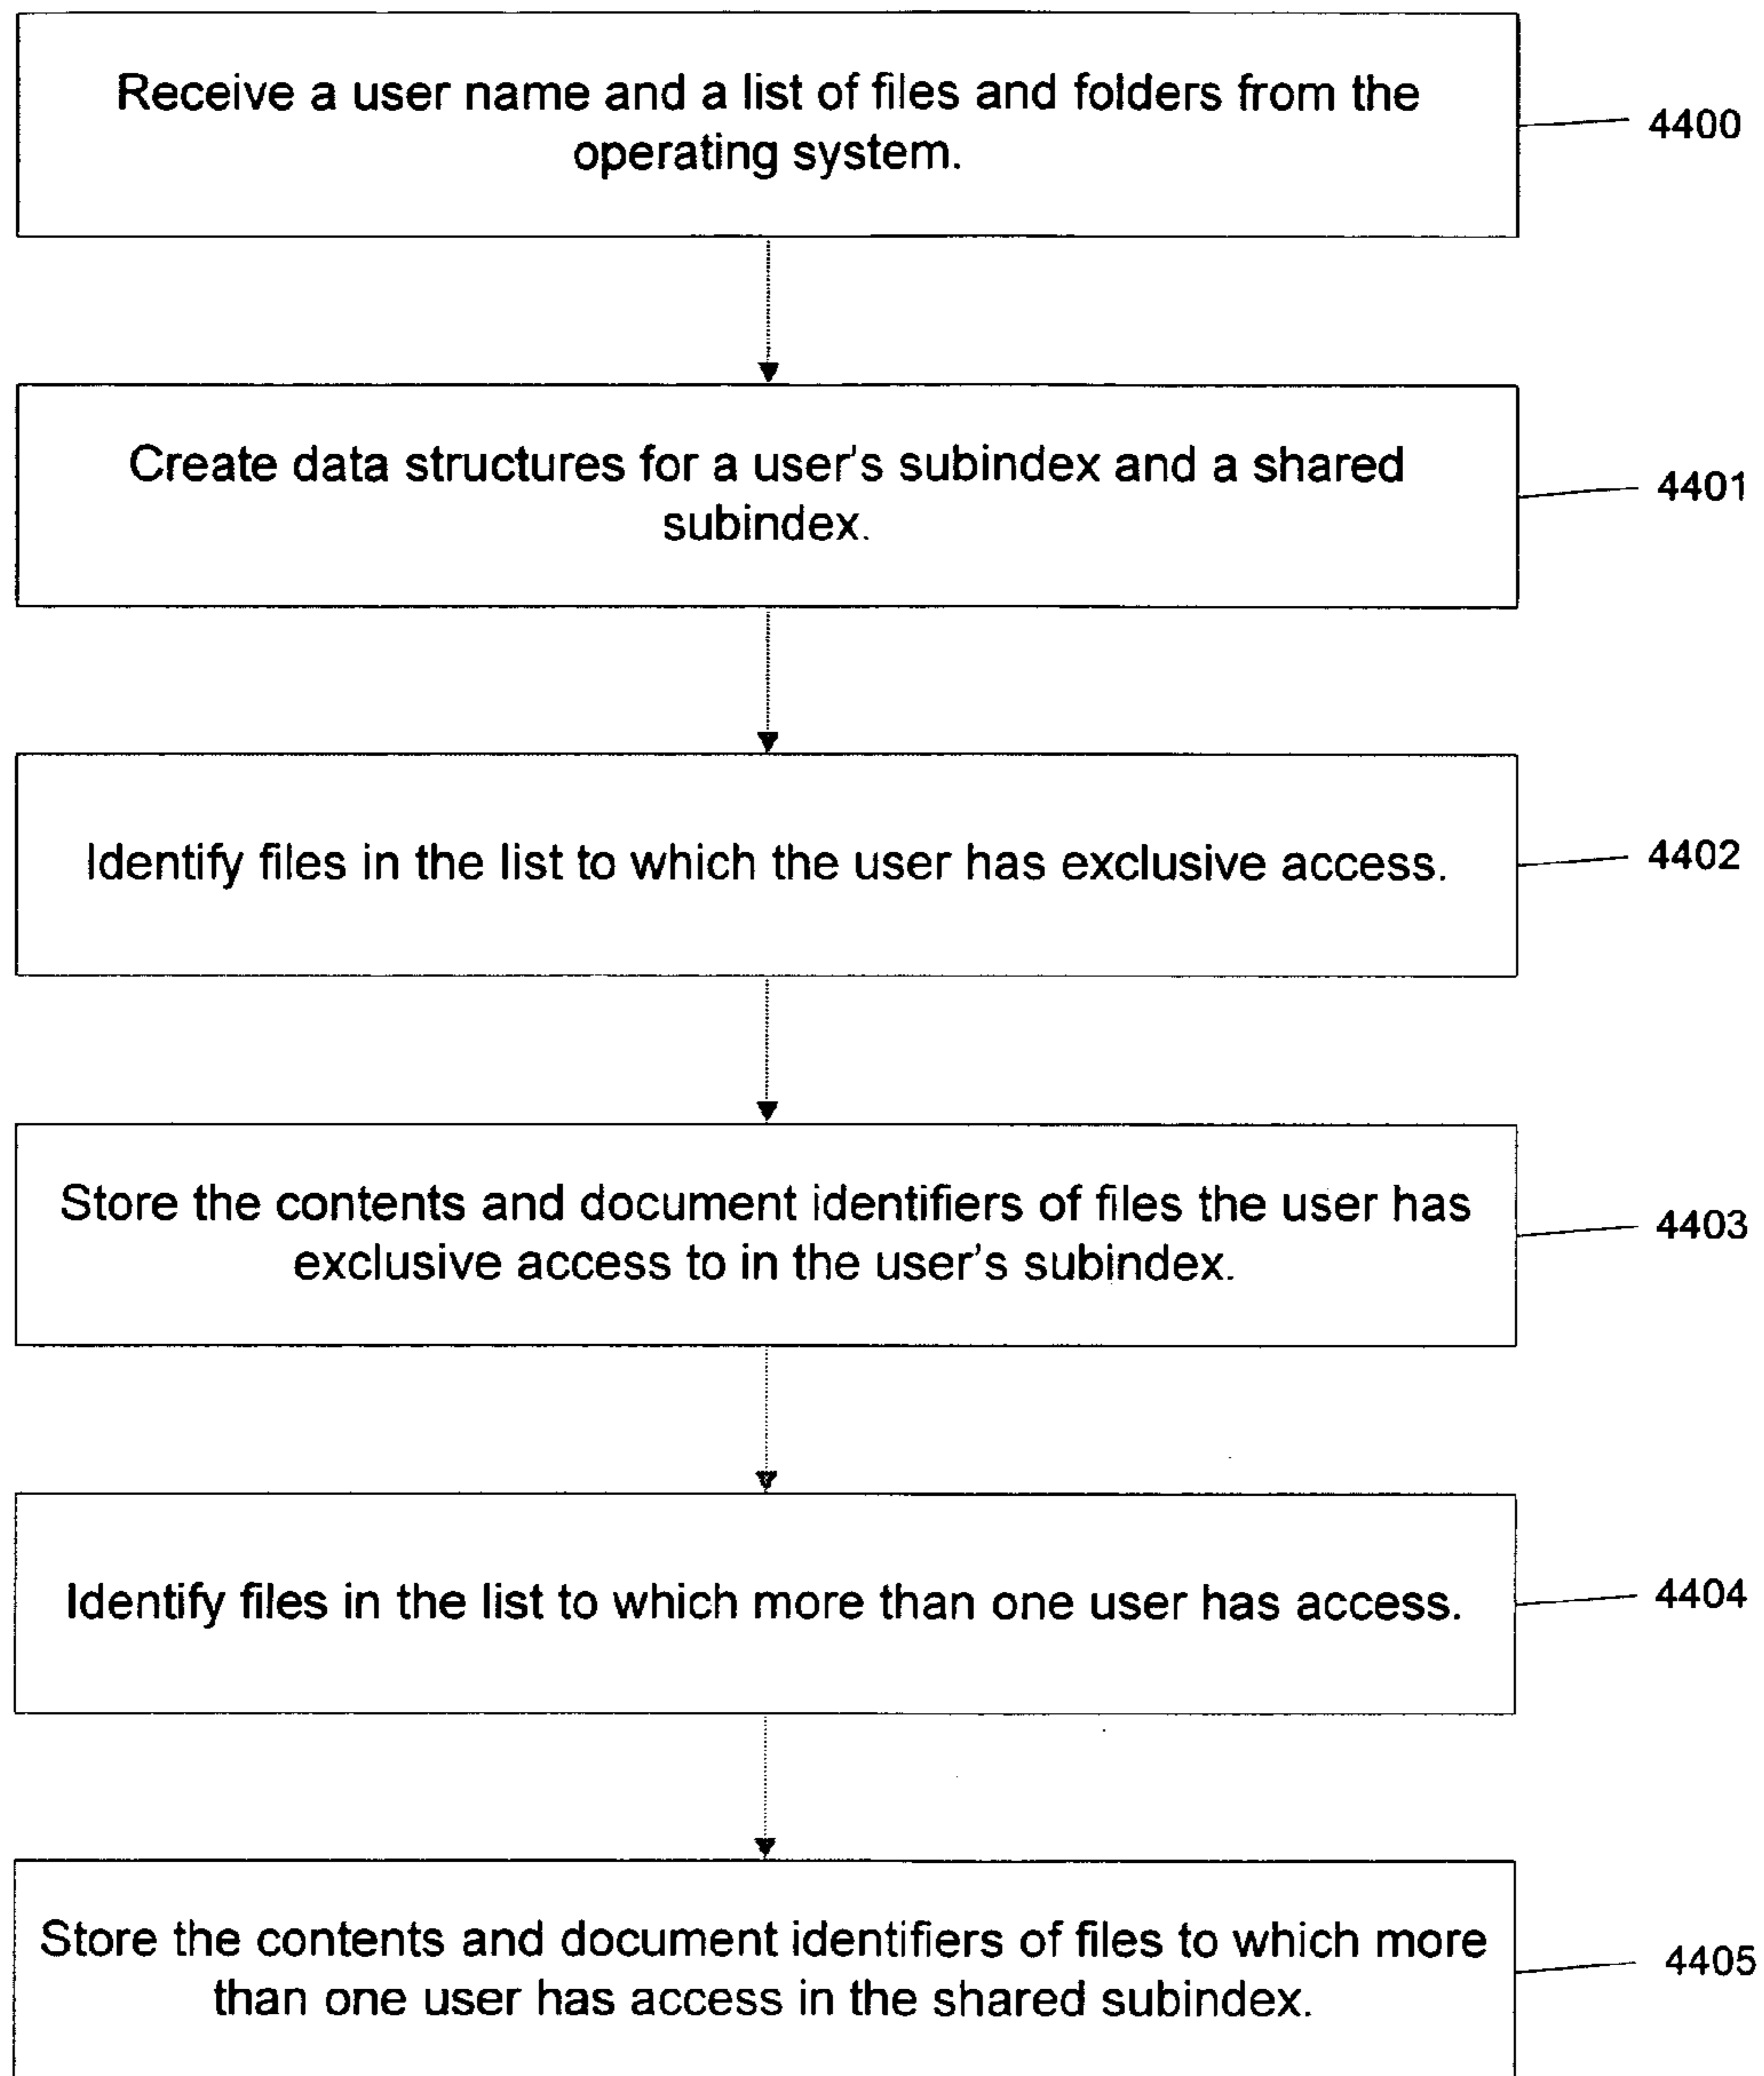 Receive a user name and a list of files and folders from the
operating system.
4400
Create data structures for a user's subindex and a shared
subindex.
4401
Identify files in the list to which the user has exclusive access.
4402
Store the contents and document identifiers of files the user has
exclusive access to in the user's subindex.
4403
Identify files in the list to which more than one user has access.
4404
Store the contents and document identifiers of files to which more
than one user has access in the shared subindex.
4405